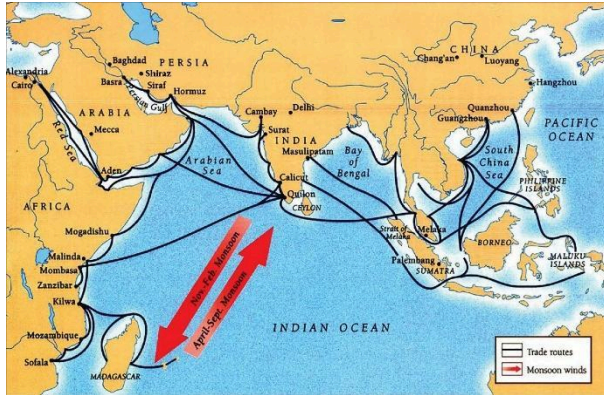 PERSIA
CHINA
Baghdad
Alexandria
Cairo
Basra
Shiraz
Siraf
Hormuz
Persian Gulf
Chang'an
Luoyang
Hangzhou
Delhi
Cambay
Surat
INDIA
Masulipatam
Quanzhou
Guangzhou
PACIFIC
OCEAN
ARABIA
Mecca
Red Sea
Aden
Arabian
Sea
Bay
of
Bengal
South
China
Sea
PHILIPPINE
ISLANDS
Calicut
Quilon
CEYLON
AFRICA
Mogadishu
Malinda
Mombasa
Zanzibar
Kilwa
Mozambique
Sofala
MADAGASCAR
Strait of
Melaka
Melaka
Palembang
SUMATRA
BORNEO
MALUKU
ISLANDS
Nov-Feb. Monsoon
April-Sept. Monsoon
INDIAN OCEAN
Trade routes
Monsoon winds